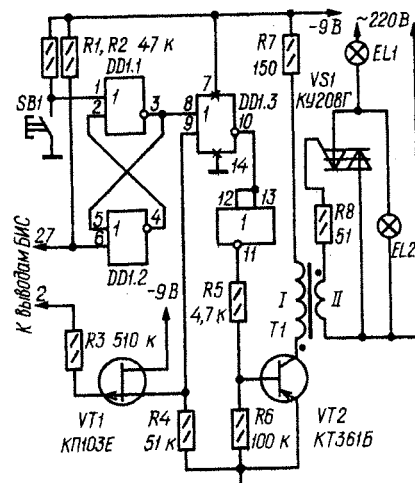 -9 В
~220В
R1, R2 47 к
DD1.1
R7
150
VS1
КУ208Г
EL1
SB1
1
2
1
3
7
8
9
1
DD1.3
10
14
12
13
1
11
R8
51
EL2
5
6
1
4
DD1.2
27
2
К выводам БИС
-9 В
R3 510 к
R5
4,7 к
I
II
T1
VT1
КП103Е
R4
51 к
R6
100 к
VT2
КТ361Б